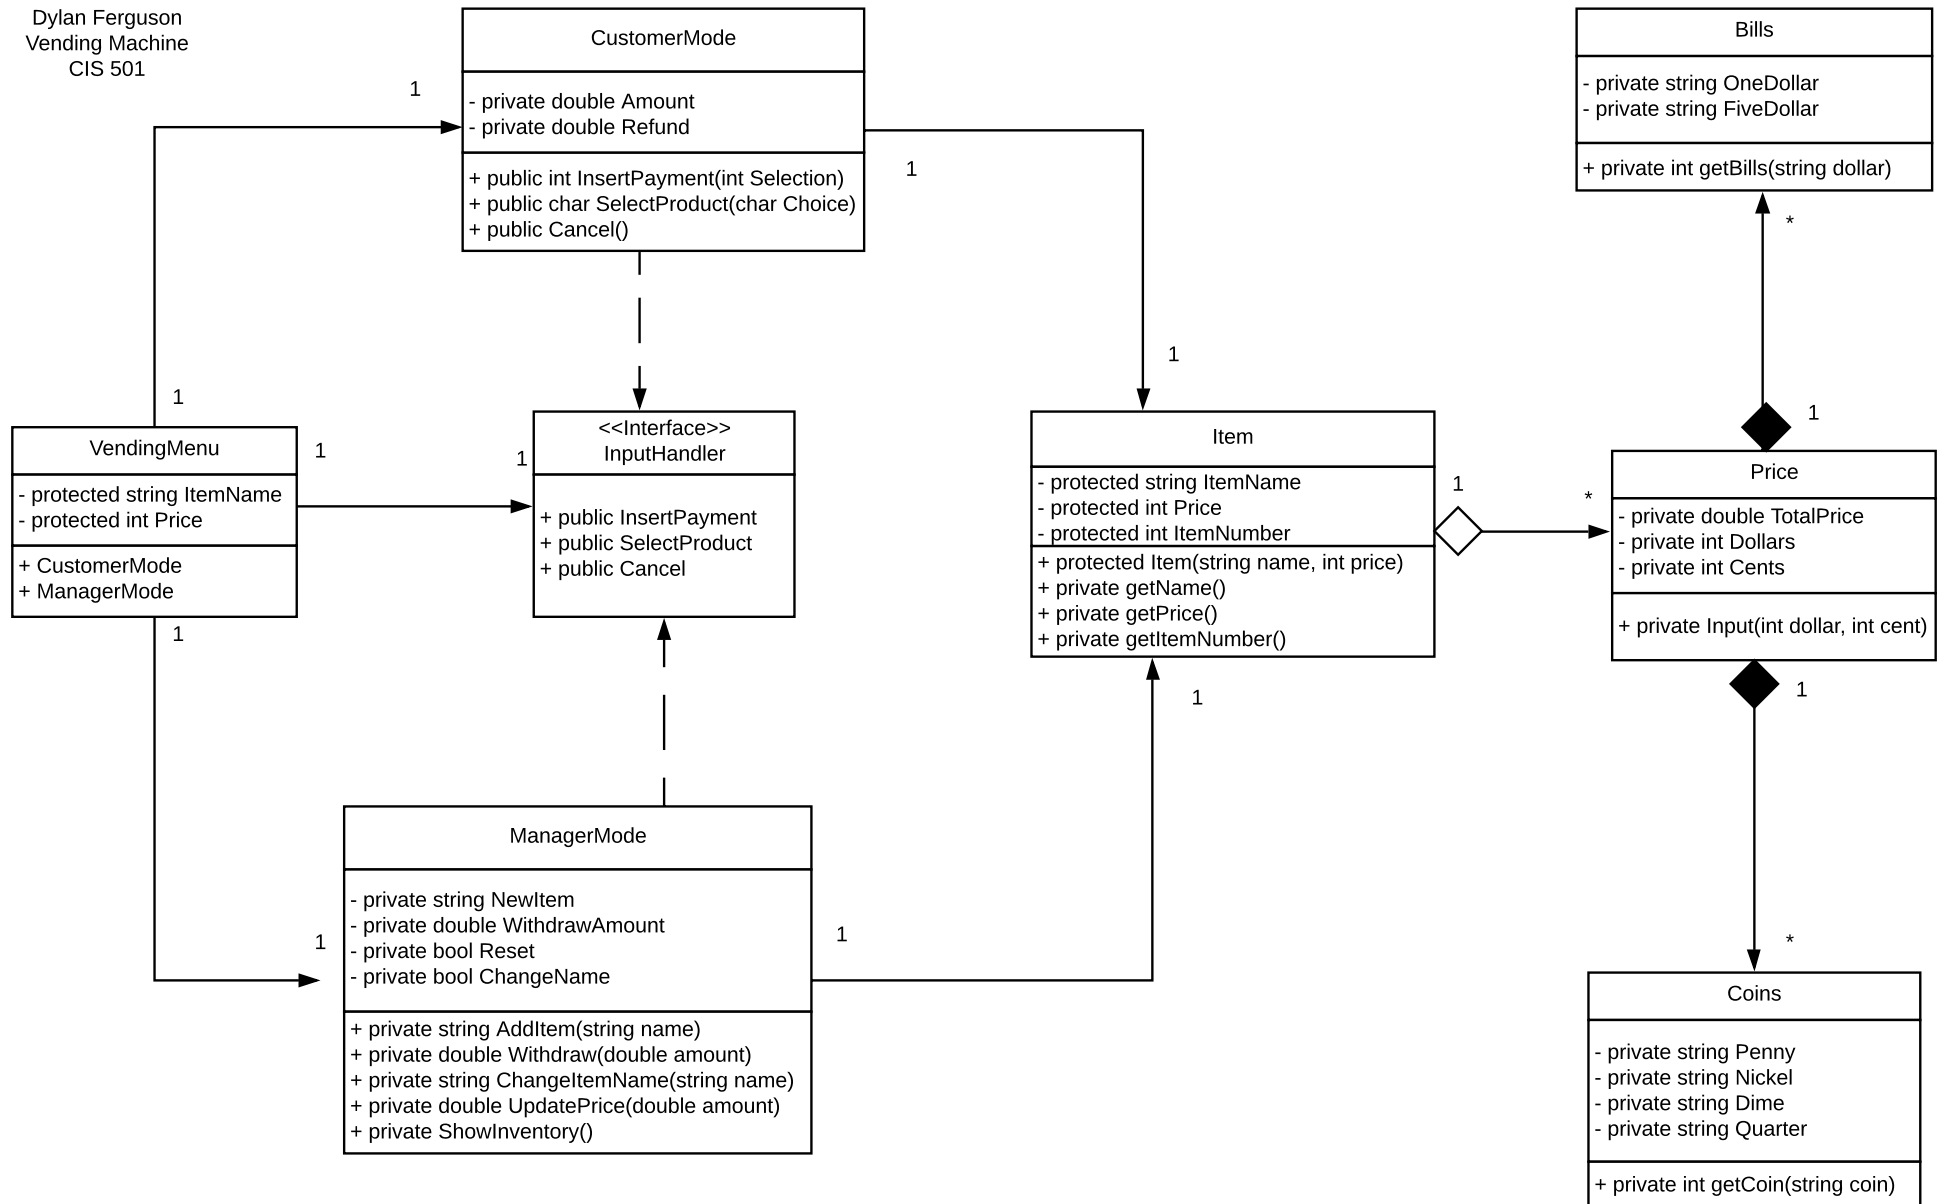 Dylan Ferguson
Vending Machine
CIS 501
CustomerMode
- private double Amount
- private double Refund
+ public int InsertPayment(int Selection)
+ public char SelectProduct(char Choice)
+ public Cancel()
Bills
- private string OneDollar
- private string FiveDollar
+ private int getBills(string dollar)
1
1
*
1
1
VendingMenu
- protected string ItemName
- protected int Price
+ CustomerMode
+ ManagerMode
1
1
1
<<Interface>>
InputHandler
+ public InsertPayment
+ public SelectProduct
+ public Cancel
Item
- protected string ItemName
- protected int Price
- protected int ItemNumber
+ protected Item(string name, int price)
+ private getName()
+ private getPrice()
+ private getItemNumber()
1
*
1
Price
- private double TotalPrice
- private int Dollars
- private int Cents
+ private Input(int dollar, int cent)
1
1
ManagerMode
- private string NewItem
- private double WithdrawAmount
- private bool Reset
- private bool ChangeName
+ private string AddItem(string name)
+ private double Withdraw(double amount)
+ private string ChangeItemName(string name)
+ private double UpdatePrice(double amount)
+ private ShowInventory()
1
1
*
Coins
- private string Penny
- private string Nickel
- private string Dime
- private string Quarter
+ private int getCoin(string coin)